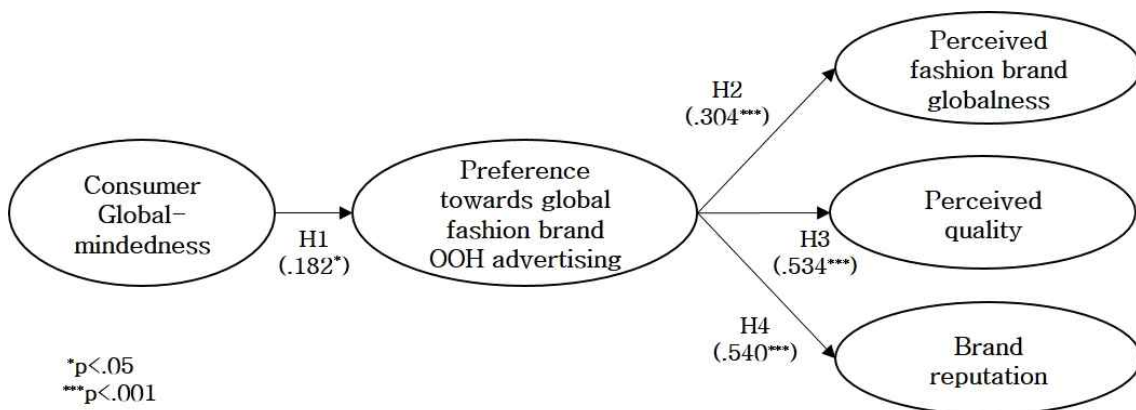 Consumer
Global-
mindedness
H1
(.182*)
Preference
towards global
fashion brand
OOH advertising
H2
(.304***)
Perceived
fashion brand
globalness
H3
(.534***)
Perceived
quality
H4
(.540***)
Brand
reputation
*p<.05
***p<.001